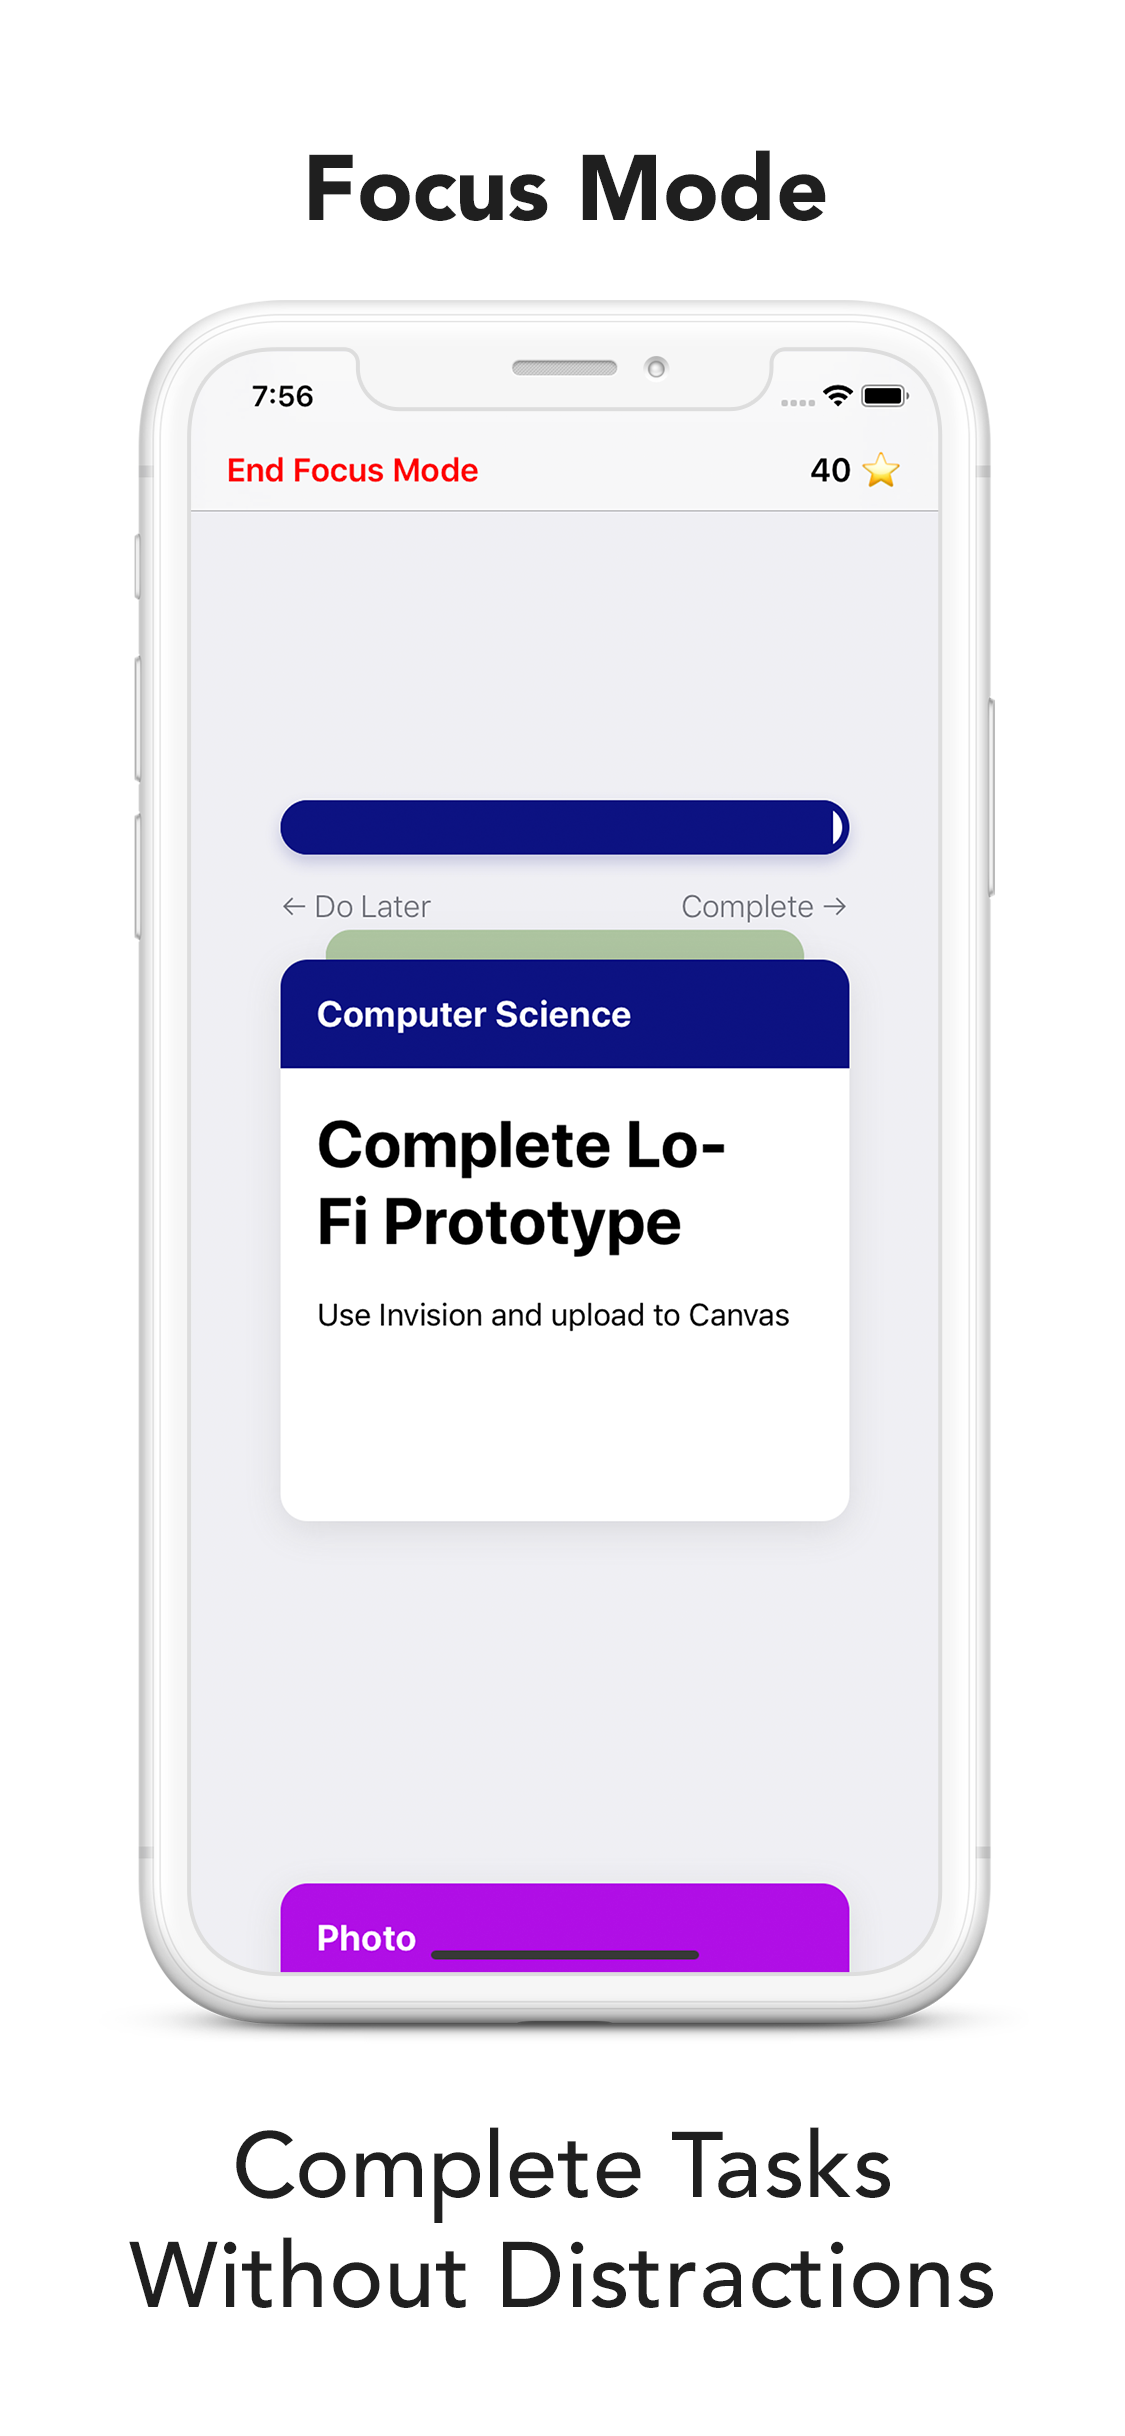 Focus Mode
7:56
End Focus Mode
40 ⭐
← Do Later
Complete →
Computer Science
Complete Lo-
Fi Prototype
Use Invision and upload to Canvas
Photo
Complete Tasks
Without Distractions